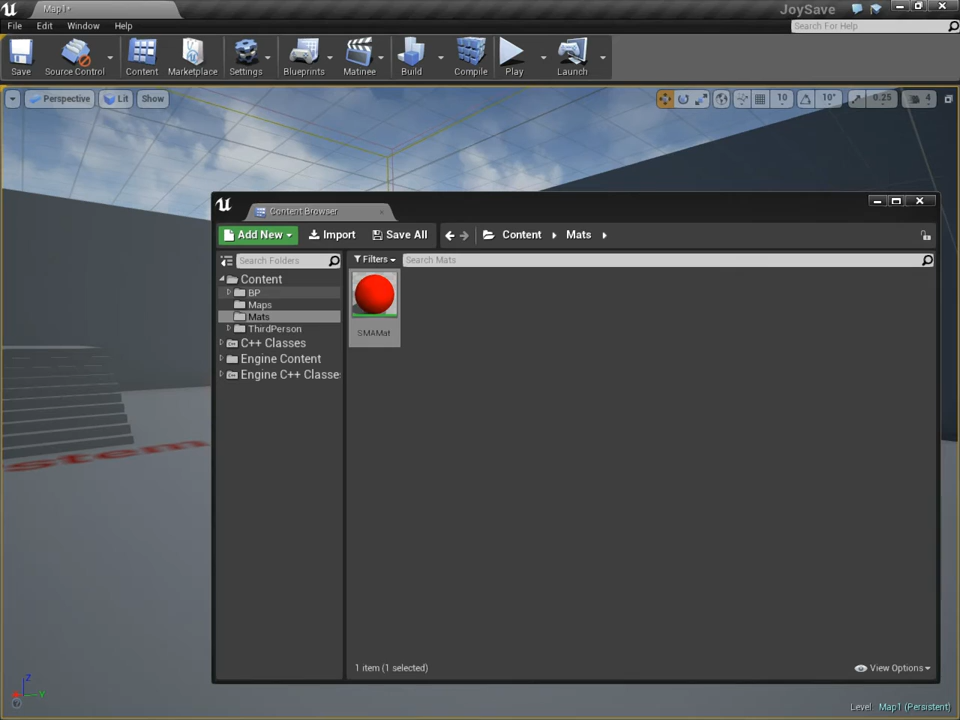 Map1*
JoySave
File Edit Window Help
Search For Help
Save Source Control Content Marketplace Settings Blueprints Matinee Build Compile Play Launch
Perspective Lit Show 10 10° 0.25 4
Content Browser
Add New Import Save All Content Mats
Search Folders
Filters
Search Mats
Content
BP
Maps
Mats
ThirdPerson
C++ Classes
Engine Content
Engine C++ Classe
SMAMat
stem
1 item (1 selected)
View Options
Z
Y
Level Map1 (Persistent)